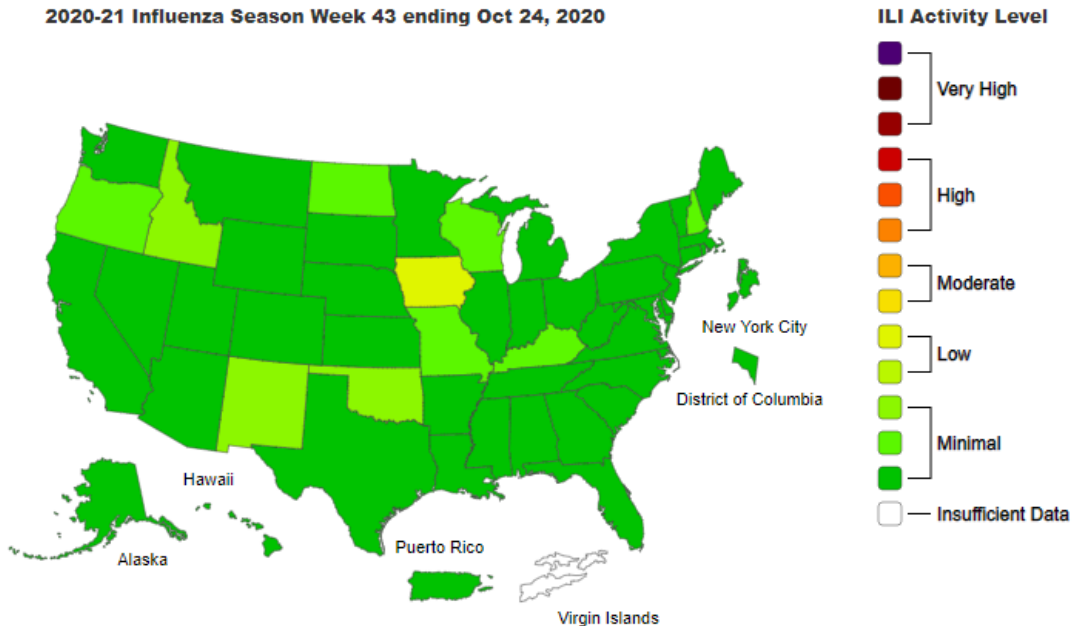 2020-21 Influenza Season Week 43 ending Oct 24, 2020
ILI Activity Level
Very High
High
Moderate
Low
Minimal
Insufficient Data
New York City
District of Columbia
Hawaii
Alaska
Puerto Rico
Virgin Islands